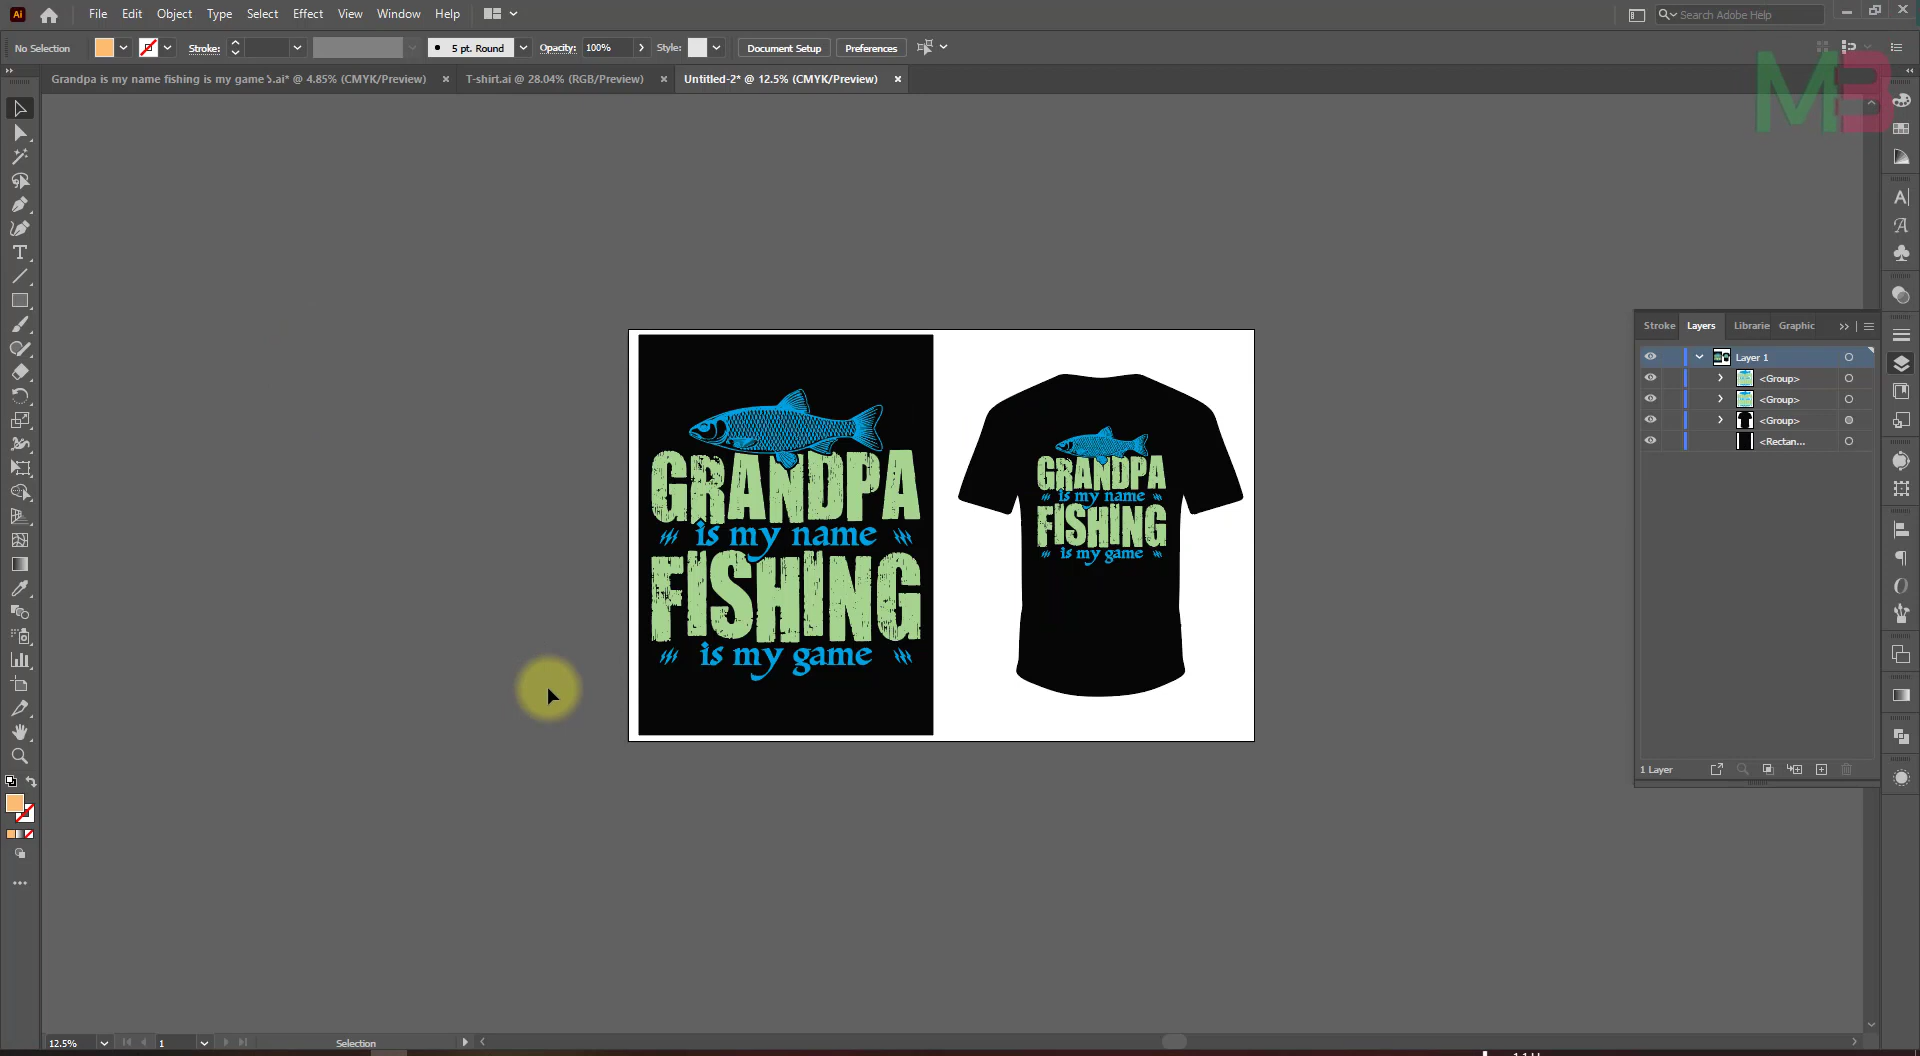 Ai File Edit Object Type Select Effect View Window Help Search Adobe Help
No Selection Stroke: 5 pt. Round Opacity: 100% Style: Document Setup Preferences
Grandpa is my name fishing is my game S.ai* @ 4.85% (CMYK/Preview) T-shirt.ai @ 28.04% (RGB/Preview) Untitled-2* @ 12.5% (CMYK/Preview)
MB
GRANDPA
is my name
FISHING
is my game
GRANDPA
is my name
FISHING
is my game
Stroke Layers Librarie Graphic
Layer 1
<Group>
<Group>
<Group>
<Rectan...
1 Layer
12.5% 1 Selection